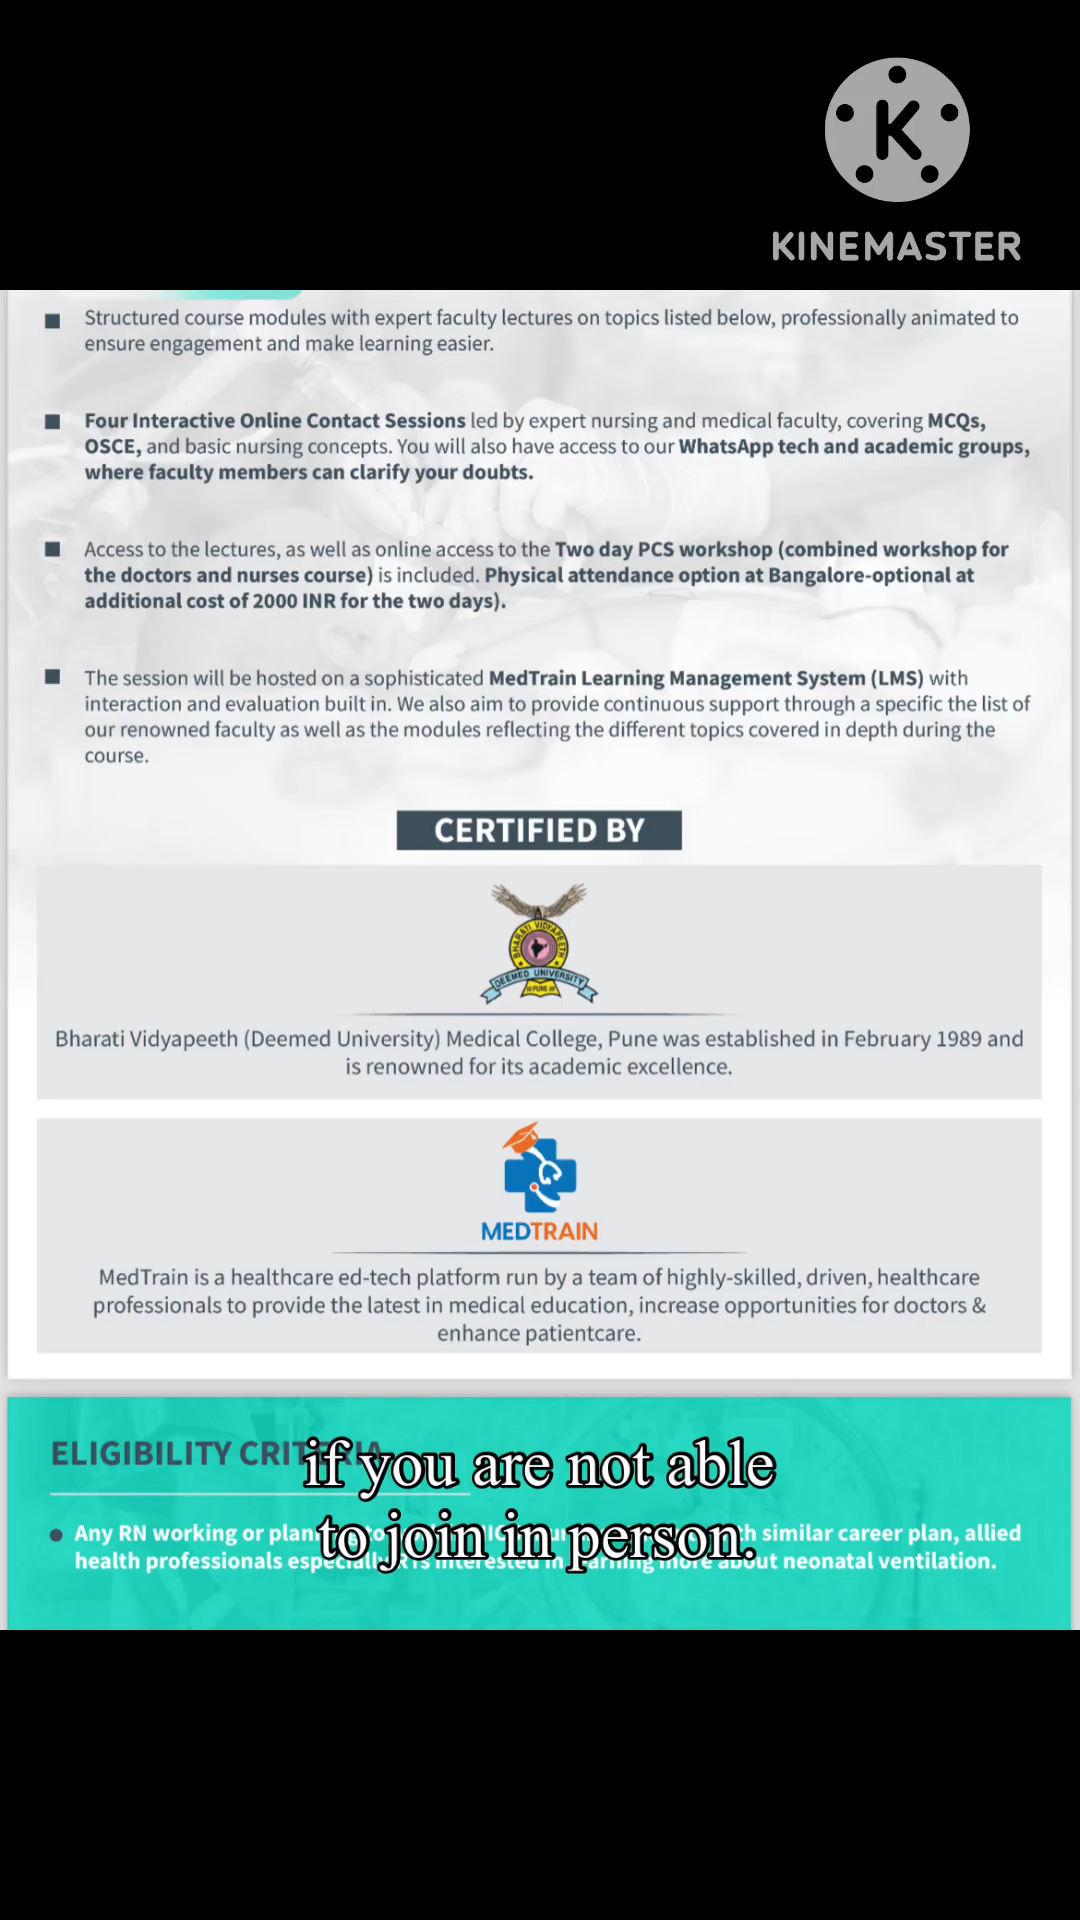 KINEMASTER
Structured course modules with expert faculty lectures on topics listed below, professionally animated to
ensure engagement and make learning easier.
Four Interactive Online Contact Sessions led by expert nursing and medical faculty, covering MCQs,
OSCE, and basic nursing concepts. You will also have access to our WhatsApp tech and academic groups,
where faculty members can clarify your doubts.
Access to the lectures, as well as online access to the Two day PCS workshop (combined workshop for
the doctors and nurses course) is included. Physical attendance option at Bangalore-optional at
additional cost of 2000 INR for the two days).
The session will be hosted on a sophisticated MedTrain Learning Management System (LMS) with
interaction and evaluation built in. We also aim to provide continuous support through a specific the list of
our renowned faculty as well as the modules reflecting the different topics covered in depth during the
course.
CERTIFIED BY
BHARATI VIDYAPEETH
DEEMED UNIVERSITY
PUNE
Bharati Vidyapeeth (Deemed University) Medical College, Pune was established in February 1989 and
is renowned for its academic excellence.
MEDTRAIN
MedTrain is a healthcare ed-tech platform run by a team of highly-skilled, driven, healthcare
professionals to provide the latest in medical education, increase opportunities for doctors &
enhance patientcare.
ELIGIBILITY CRITERIA
if you are not able
to join in person.
Any RN working or similar career plan, allied
health professionals about neonatal ventilation.